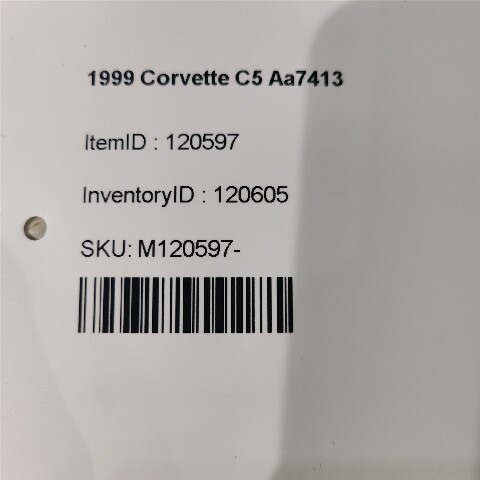 1999 Corvette C5 Aa7413
ItemID : 120597
InventoryID : 120605
SKU: M120597-